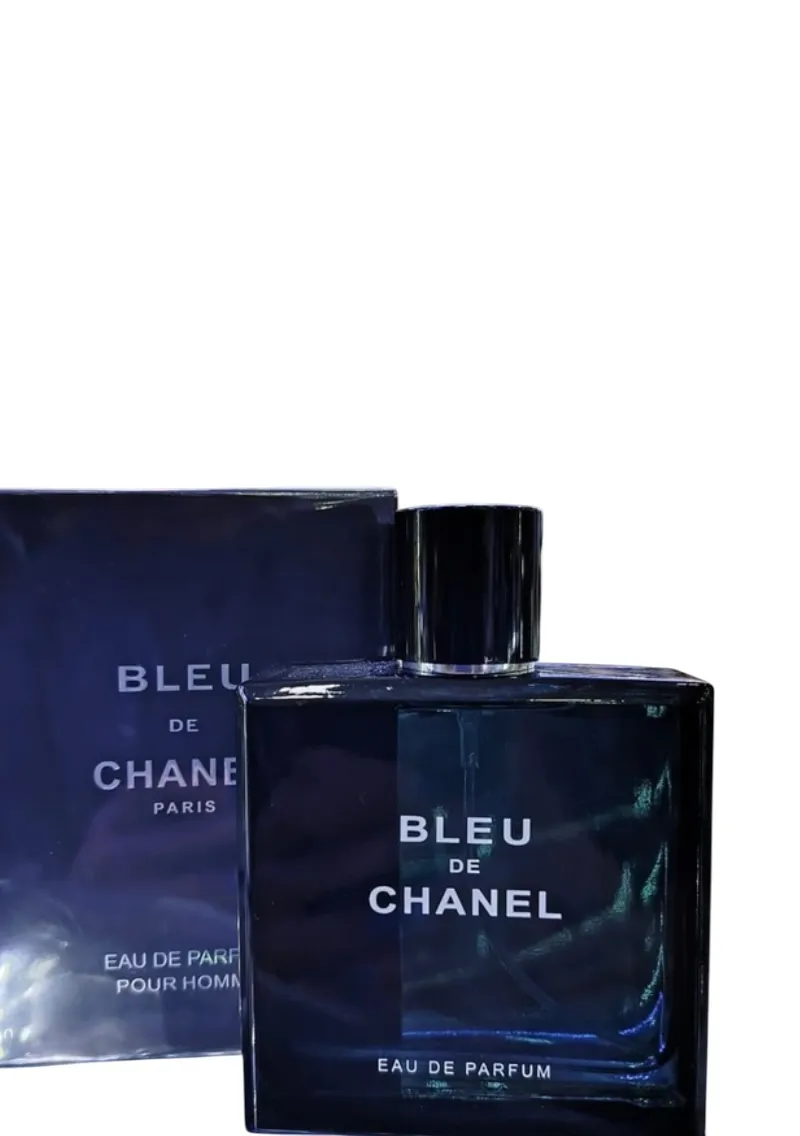 BLEU
DE
CHANE
PARIS
EAU DE PARF
POUR HOMM
BLEU
DE
CHANEL
EAU DE PARFUM